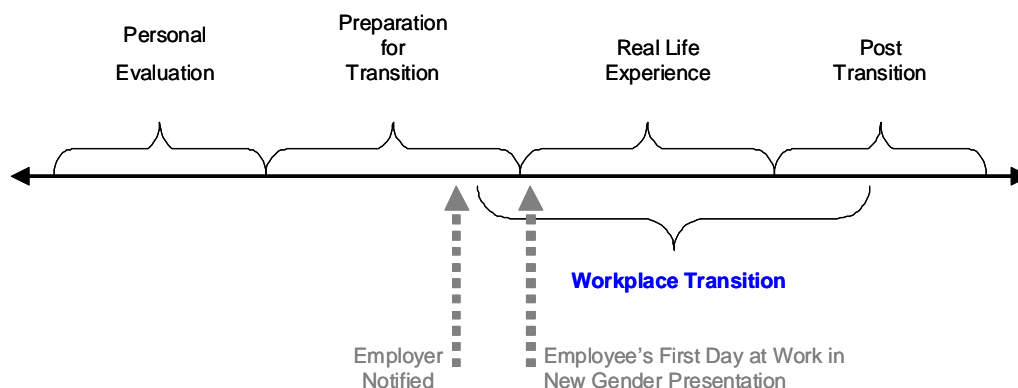 Personal
Evaluation
Preparation
for
Transition
Real Life
Experience
Post
Transition
Workplace Transition
Employer
Notified
Employee's First Day at Work in
New Gender Presentation